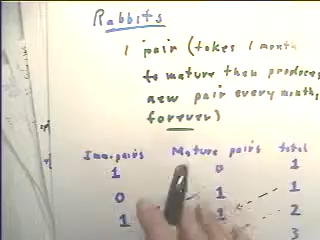 Rabbits
1 pair (takes 1 month
to mature then produces
new pair every month,
forever)
Imm. pairs Mature pairs total
1 0 1
0 1 1
1 1 2
3